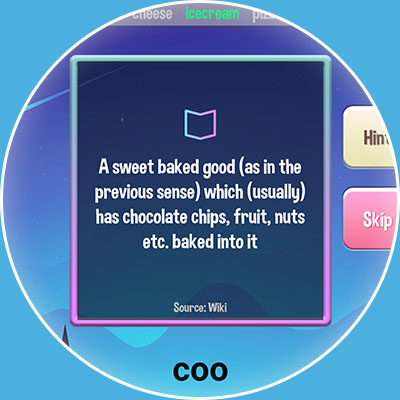 cheese icecream
A sweet baked good (as in the
previous sense) which (usually)
has chocolate chips, fruit, nuts
etc. baked into it
Source: Wiki
Skip
coo